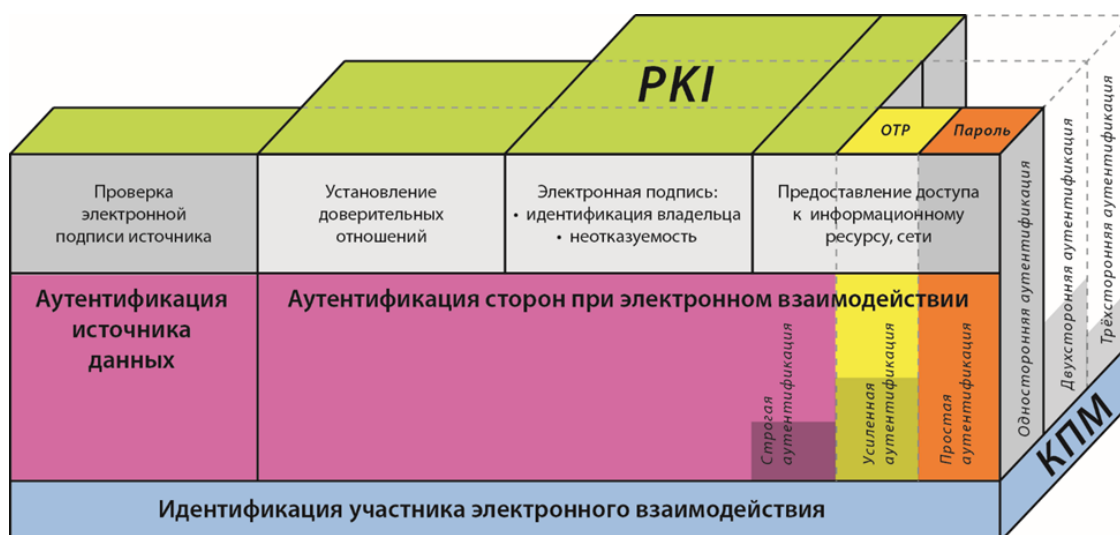 PKI
OTP
Пароль
Проверка
электронной
подписи источника
Установление
доверительных
отношений
Электронная подпись:
• идентификация владельца
• неотказуемость
Предоставление доступа
к информационному
ресурсу, сети
Аутентификация
источника
данных
Аутентификация сторон при электронном взаимодействии
Строгая
аутентификация
Усиленная
аутентификация
Простая
аутентификация
Односторонняя аутентификация
Двухсторонняя аутентификация
Трёхсторонняя аутентификация
КПМ
Идентификация участника электронного взаимодействия